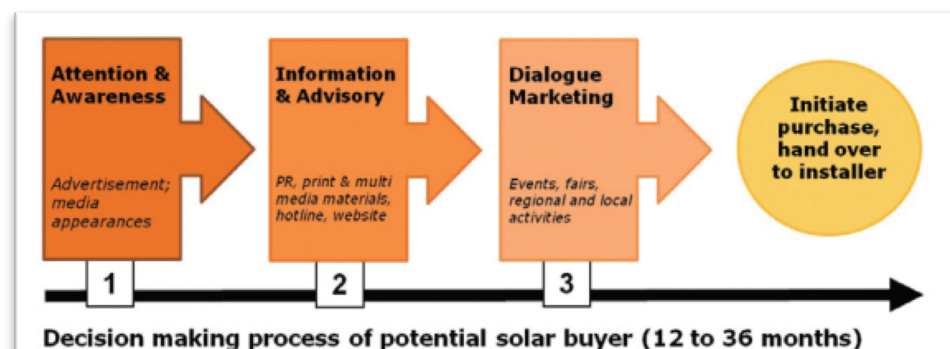 Attention &
Awareness
Advertisement;
media
appearances
Information
& Advisory
PR, print & multi
media materials,
hotline, website
Dialogue
Marketing
Events, fairs,
regional and local
activities
Initiate
purchase,
hand over
to installer
1
2
3
Decision making process of potential solar buyer (12 to 36 months)